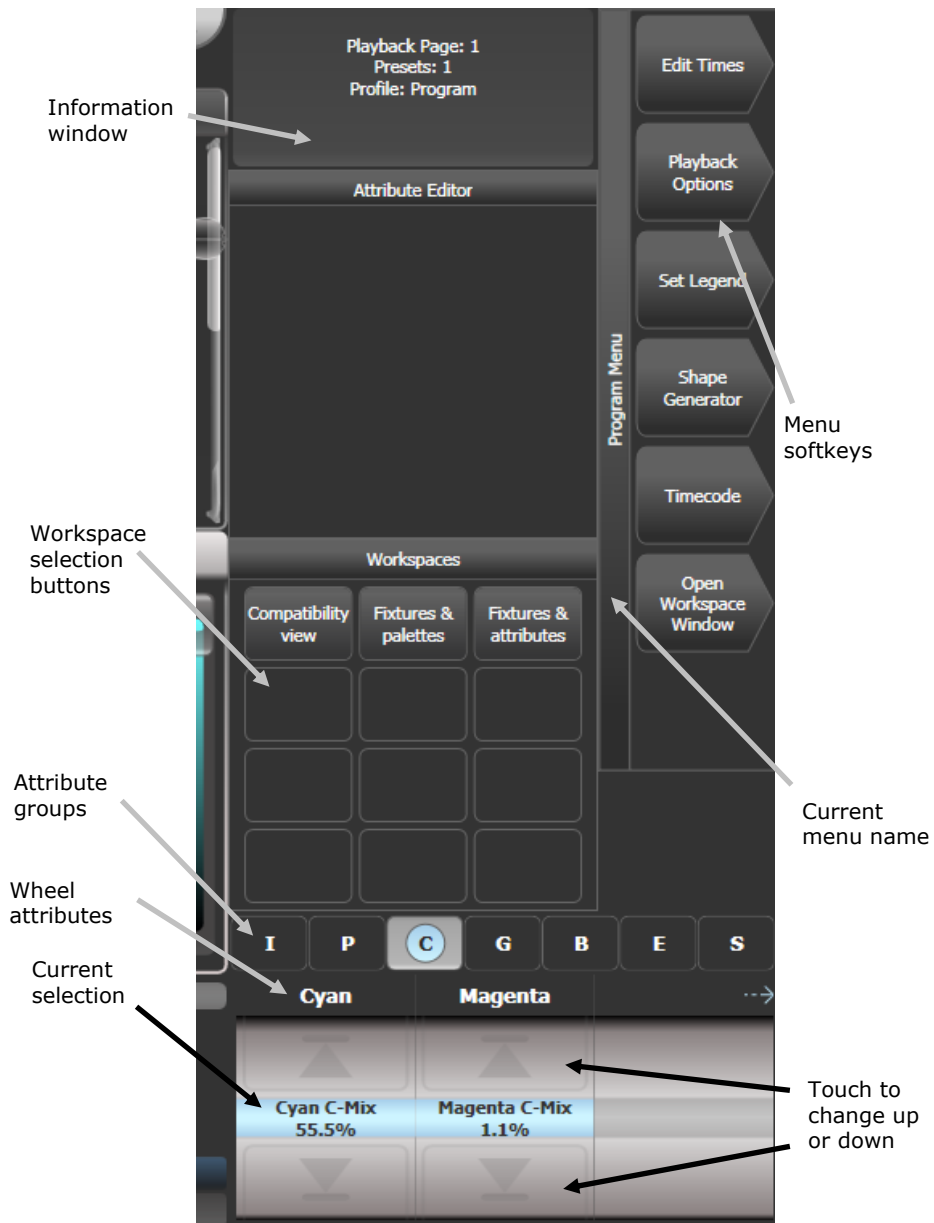 Playback Page: 1
Presets: 1
Profile: Program
Edit Times
Information
window
Playback
Options
Attribute Editor
Set Legend
Program Menu
Shape
Generator
Menu
softkeys
Timecode
Workspace
selection
buttons
Workspaces
Open
Workspace
Window
Compatibility
view
Fixtures &
palettes
Fixtures &
attributes
Attribute
groups
Current
menu name
Wheel
attributes
I P C G B E S
Current
selection
Cyan Magenta
Cyan C-Mix
55.5%
Magenta C-Mix
1.1%
Touch to
change up
or down